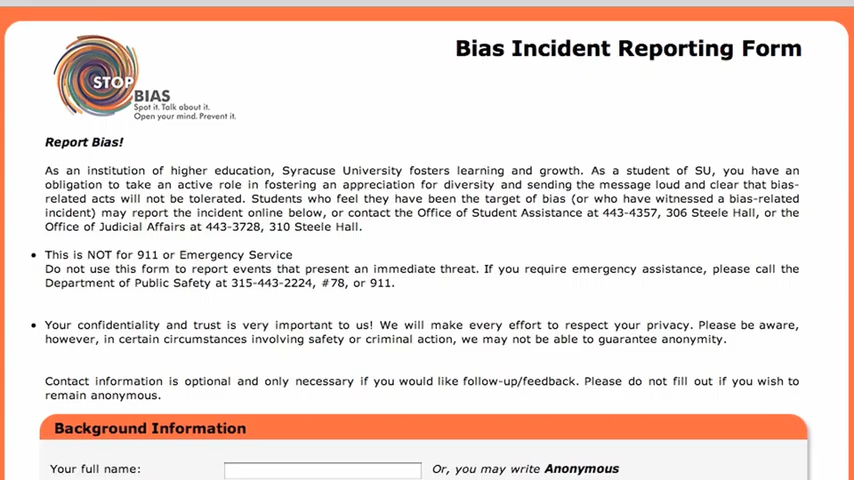 Bias Incident Reporting Form
STOP
BIAS
Spot it. Talk about it.
Open your mind. Prevent it.
Report Bias!
As an institution of higher education, Syracuse University fosters learning and growth. As a student of SU, you have an
obligation to take an active role in fostering an appreciation for diversity and sending the message loud and clear that bias-
related acts will not be tolerated. Students who feel they have been the target of bias (or who have witnessed a bias-related
incident) may report the incident online below, or contact the Office of Student Assistance at 443-4357, 306 Steele Hall, or the
Office of Judicial Affairs at 443-3728, 310 Steele Hall.
• This is NOT for 911 or Emergency Service
Do not use this form to report events that present an immediate threat. If you require emergency assistance, please call the
Department of Public Safety at 315-443-2224, #78, or 911.
• Your confidentiality and trust is very important to us! We will make every effort to respect your privacy. Please be aware,
however, in certain circumstances involving safety or criminal action, we may not be able to guarantee anonymity.
Contact information is optional and only necessary if you would like follow-up/feedback. Please do not fill out if you wish to
remain anonymous.
Background Information
Your full name: Or, you may write Anonymous